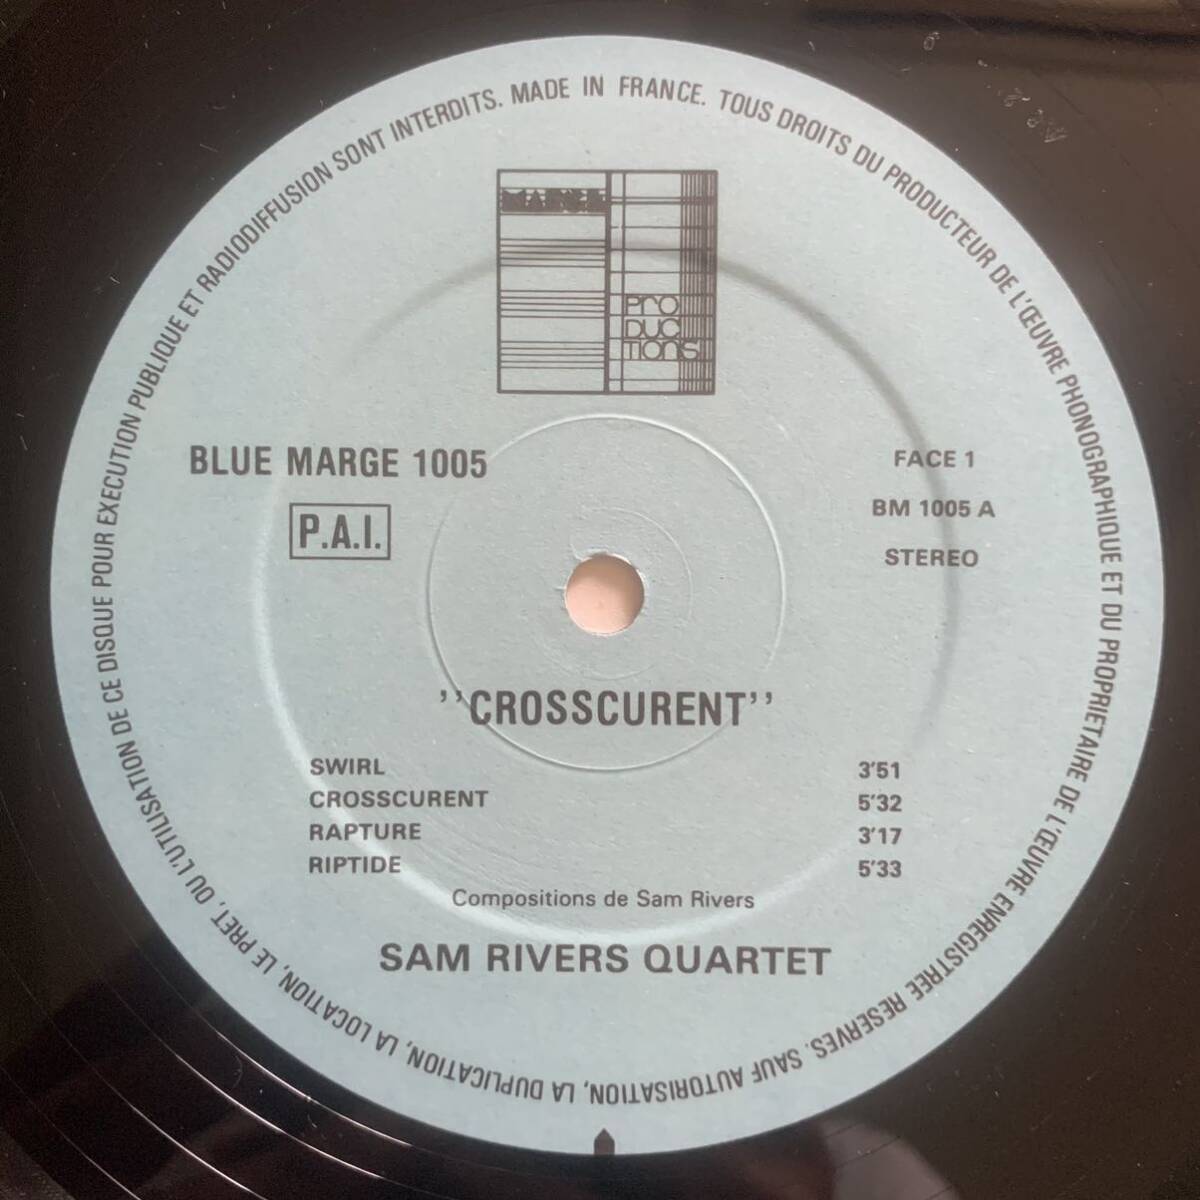 MADE IN FRANCE. TOUS DROITS DU PRODUCTEUR DE L'ŒUVRE PHONOGRAPHIQUE ET DU PROPRIETAIRE DE L'ŒUVRE ENREGISTREE RESERVES. SAUF AUTORISATION, LA DUPLICATION, LA LOCATION, LE PRET, OU L'UTILISATION DE CE DISQUE POUR EXECUTION PUBLIQUE ET RADIODIFFUSION SONT INTERDITS.
PRO
DUC
TIONS
BLUE MARGE 1005
P.A.I.
FACE 1
BM 1005 A
STEREO
''CROSSCURENT''
SWIRL 3'51
CROSSCURENT 5'32
RAPTURE 3'17
RIPTIDE 5'33
Compositions de Sam Rivers
SAM RIVERS QUARTET